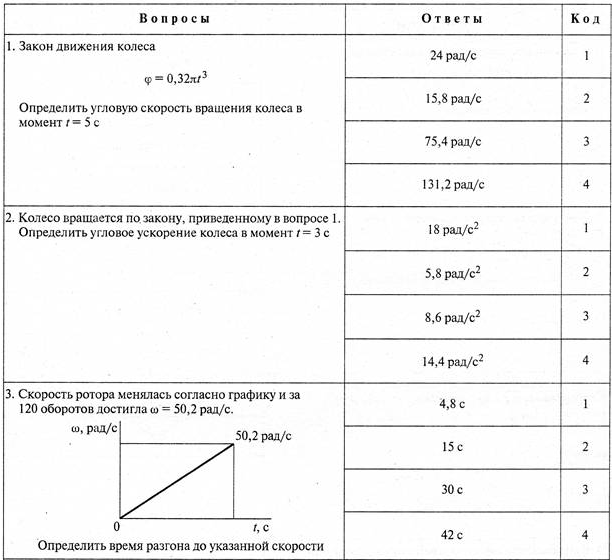 Вопросы Ответы Код
1. Закон движения колеса
φ = 0,32πt³
Определить угловую скорость вращения колеса в
момент t = 5 с
24 рад/с 1
15,8 рад/с 2
75,4 рад/с 3
131,2 рад/с 4
2. Колесо вращается по закону, приведенному в вопросе 1.
Определить угловое ускорение колеса в момент t = 3 с
18 рад/с² 1
5,8 рад/с² 2
8,6 рад/с² 3
14,4 рад/с² 4
3. Скорость ротора менялась согласно графику и за
120 оборотов достигла ω = 50,2 рад/с.
ω, рад/с
50,2 рад/с
0 t, с
Определить время разгона до указанной скорости
4,8 с 1
15 с 2
30 с 3
42 с 4